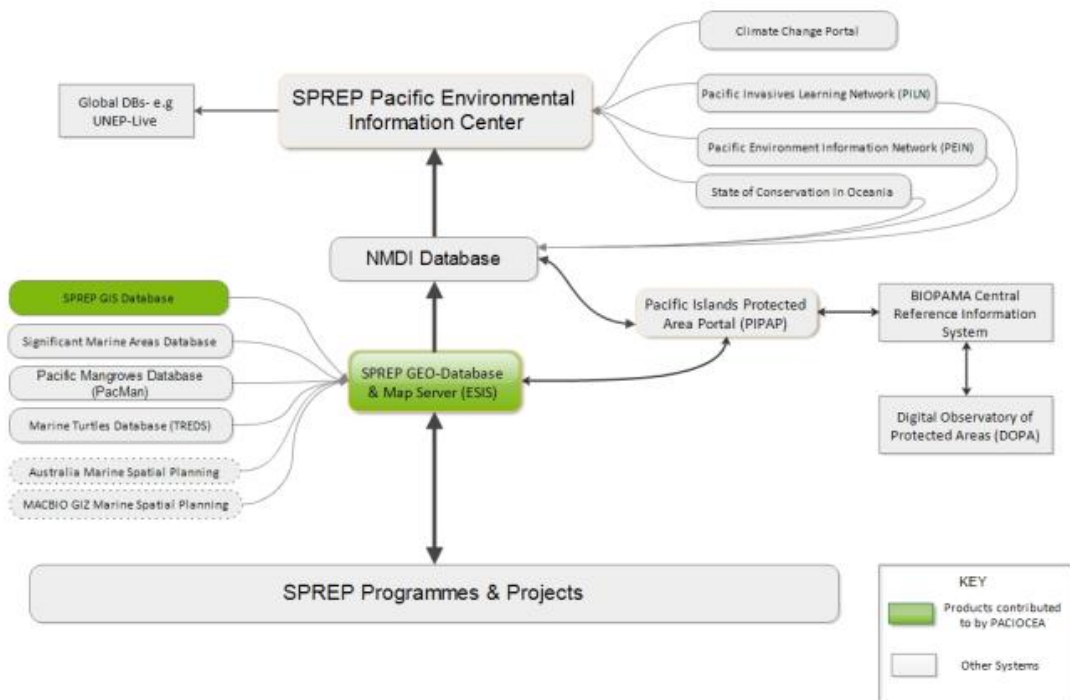 Climate Change Portal
Global DBs- e.g
UNEP-Live
SPREP Pacific Environmental
Information Center
Pacific Invasives Learning Network (PILN)
Pacific Environment Information Network (PEIN)
State of Conservation in Oceania
NMDI Database
SPREP GIS Database
Significant Marine Areas Database
Pacific Mangroves Database
(PacMan)
Marine Turtles Database (TREDS)
Australia Marine Spatial Planning
MACBIO GIZ Marine Spatial Planning
SPREP GEO-Database
& Map Server (ESIS)
Pacific Islands Protected
Area Portal (PIPAP)
BIOPAMA Central
Reference Information
System
Digital Observatory of
Protected Areas (DOPA)
SPREP Programmes & Projects
KEY
Products contributed
to by PACIOCEA
Other Systems